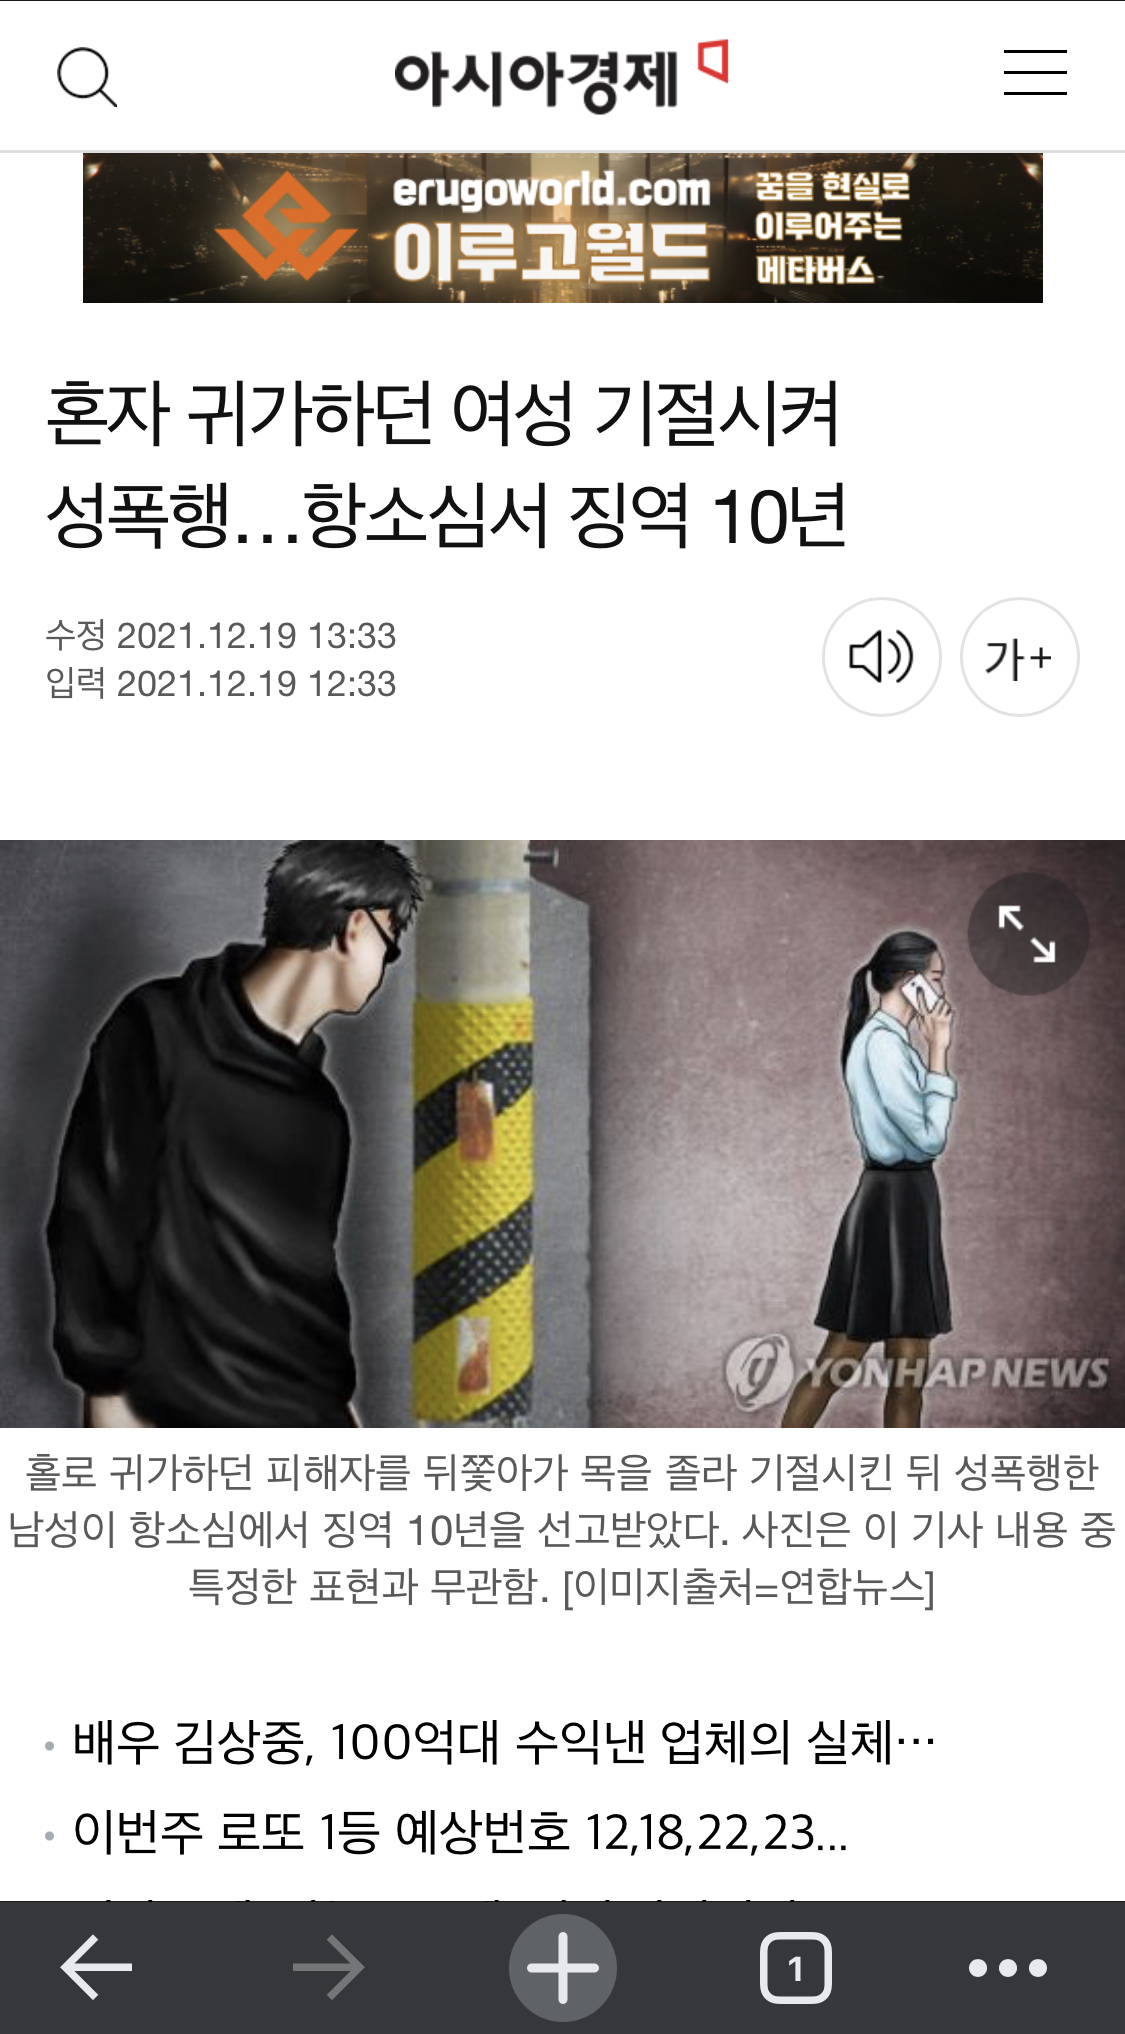 아시아경제
erugoworld.com
이루고월드
꿈을 현실로
이루어주는
메타버스
혼자 귀가하던 여성 기절시켜
성폭행...항소심서 징역 10년
수정 2021.12.19 13:33
입력 2021.12.19 12:33
가+
YONHAP NEWS
홀로 귀가하던 피해자를 뒤쫓아가 목을 졸라 기절시킨 뒤 성폭행한
남성이 항소심에서 징역 10년을 선고받았다. 사진은 이 기사 내용 중
특정한 표현과 무관함. [이미지출처=연합뉴스]
• 배우 김상중, 100억대 수익낸 업체의 실체…
• 이번주 로또 1등 예상번호 12,18,22,23...
1